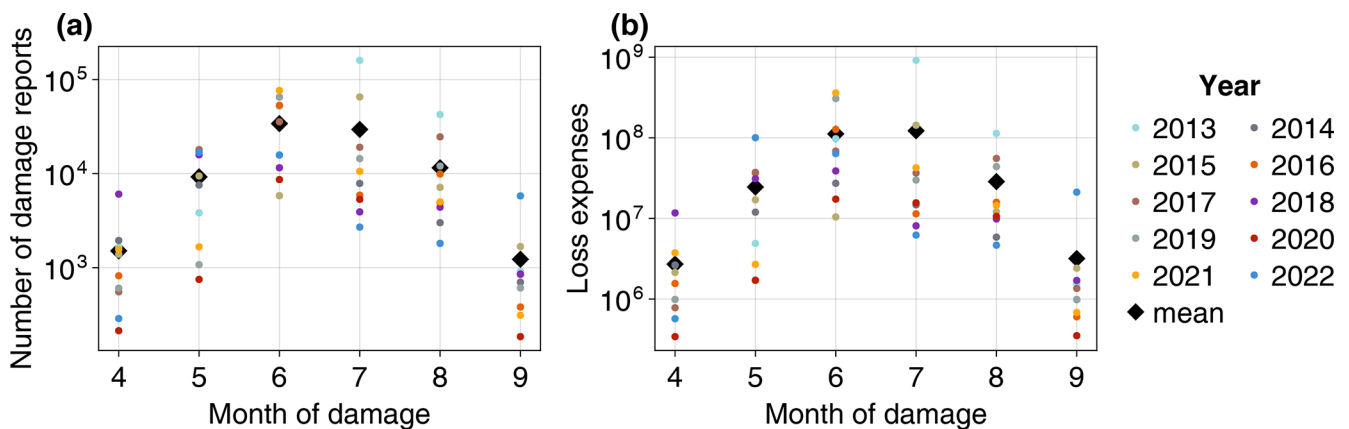 (a)
Number of damage reports
10^5
10^4
10^3
4 5 6 7 8 9
Month of damage
(b)
Loss expenses
10^9
10^8
10^7
10^6
4 5 6 7 8 9
Month of damage
Year
2013 2014
2015 2016
2017 2018
2019 2020
2021 2022
mean